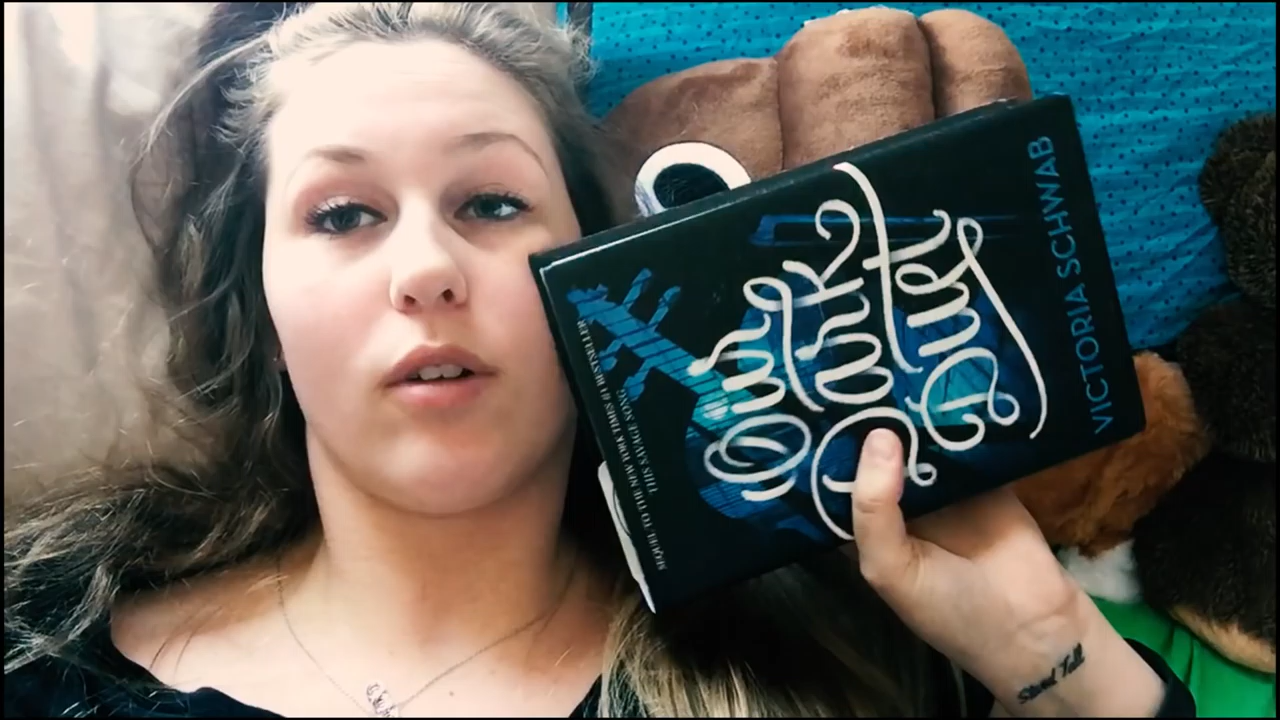 SEQUEL TO THE NEW YORK TIMES #1 BESTSELLER
THIS SAVAGE SONG
Our
Dark
Duet
VICTORIA SCHWAB
Stand Tall